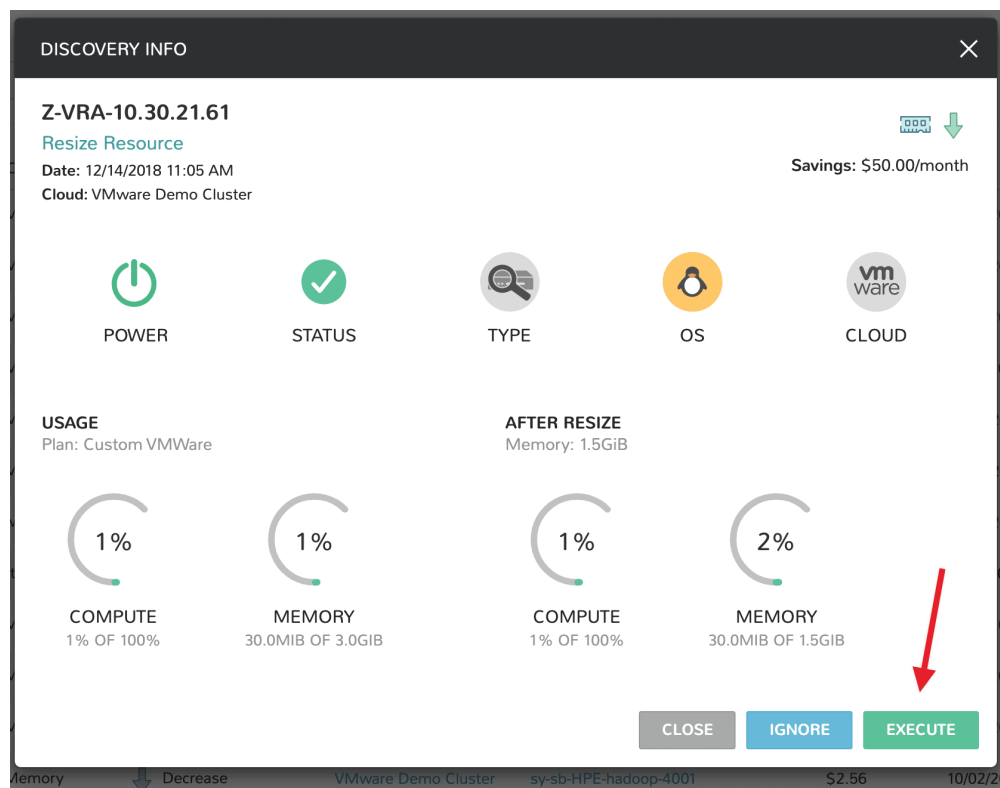 DISCOVERY INFO
Z-VRA-10.30.21.61
Resize Resource
Date: 12/14/2018 11:05 AM
Cloud: VMware Demo Cluster
Savings: $50.00/month
vm
ware
POWER
STATUS
TYPE
OS
CLOUD
USAGE
Plan: Custom VMWare
AFTER RESIZE
Memory: 1.5GiB
1%
1%
1%
2%
COMPUTE
MEMORY
COMPUTE
MEMORY
1% OF 100%
30.0MIB OF 3.0GIB
1% OF 100%
30.0MIB OF 1.5GIB
CLOSE
IGNORE
EXECUTE
Memory
Decrease
VMware Demo Cluster
sy-sb-HPE-hadoop-4001
$2.56
10/02/2